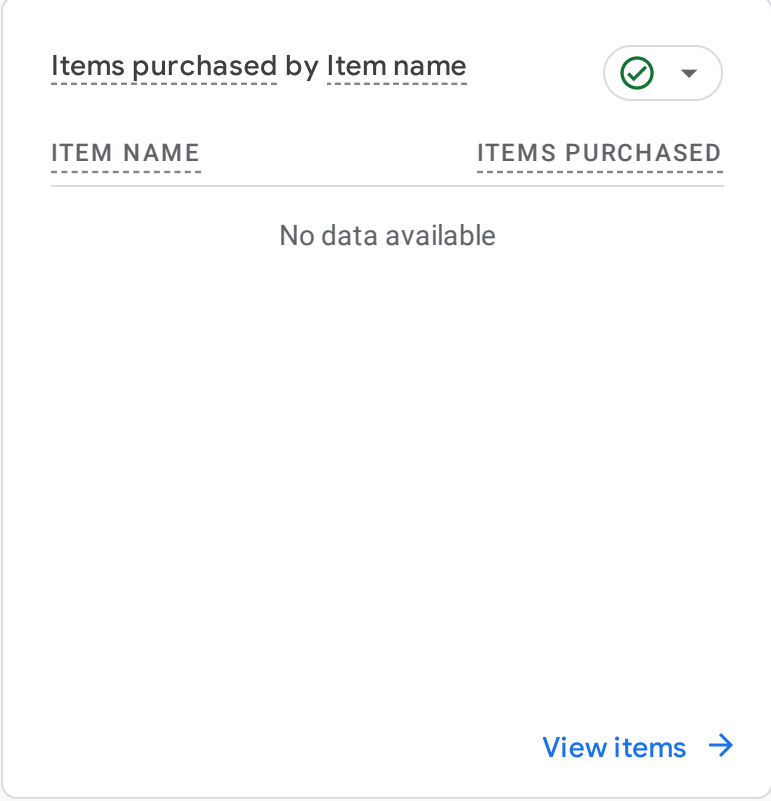 Items purchased by Item name
ITEM NAME ITEMS PURCHASED
No data available
View items